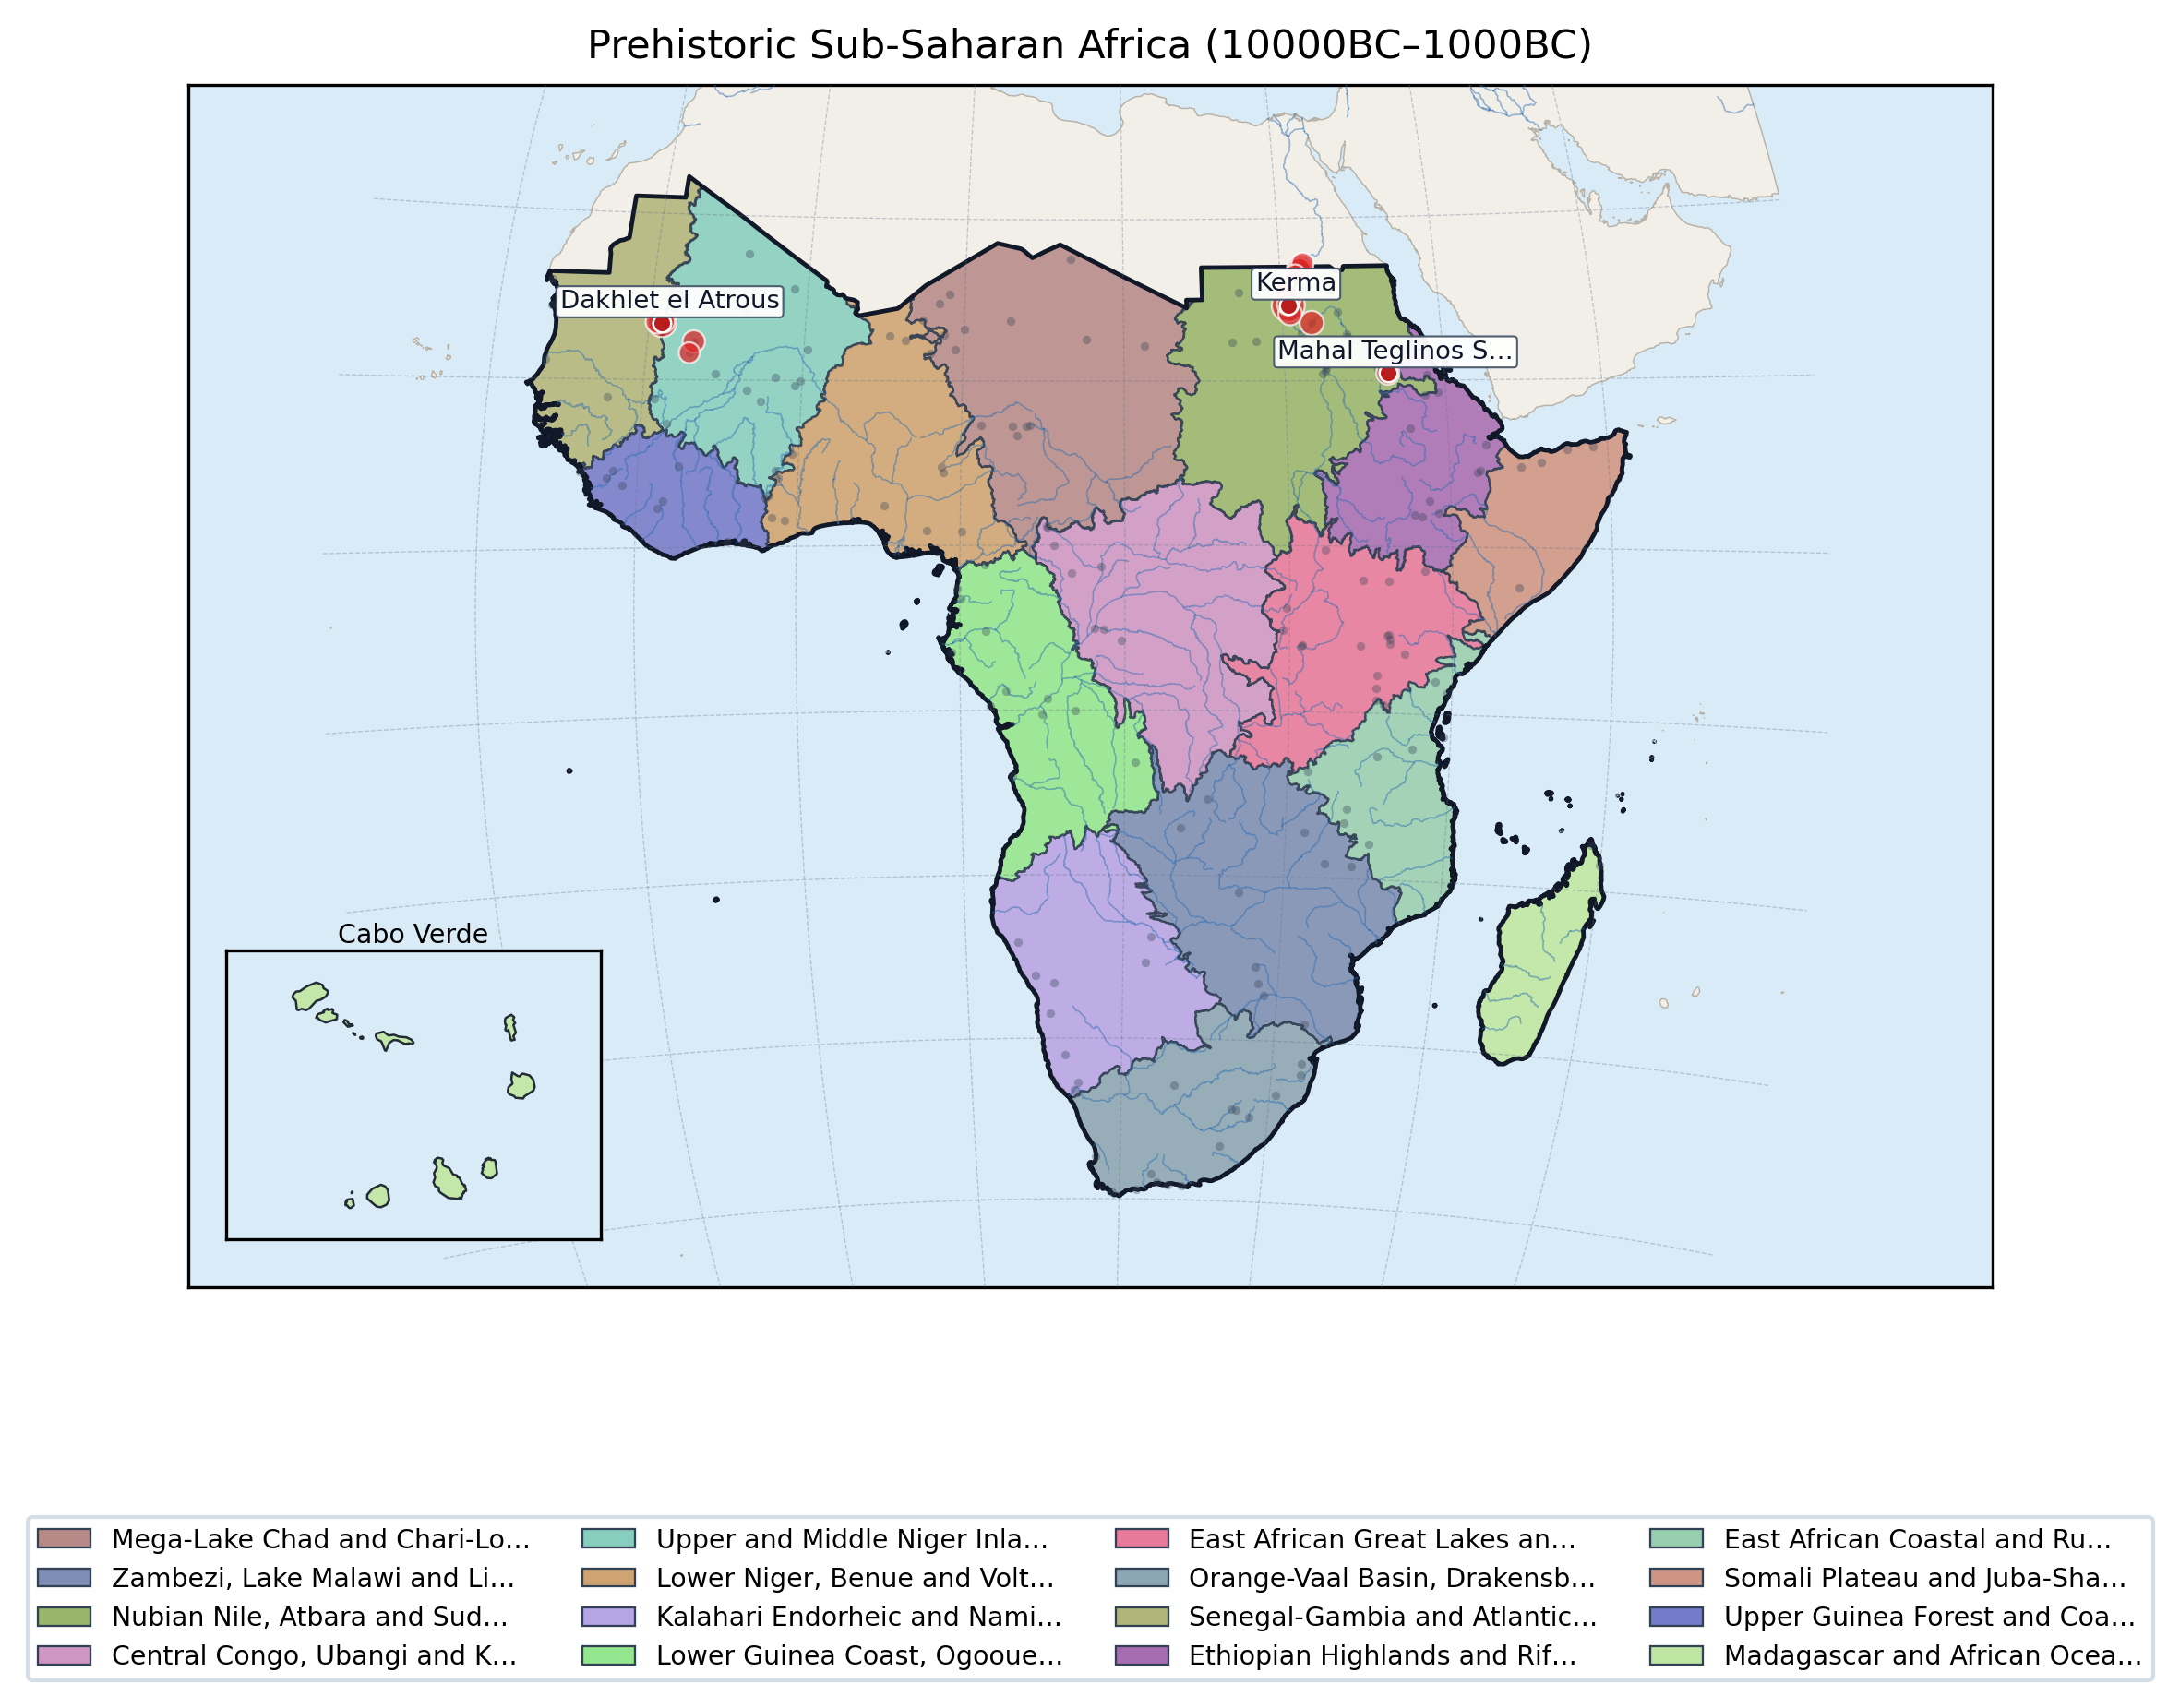 Prehistoric Sub-Saharan Africa (10000BC–1000BC)
Kerma
Dakhlet el Atrous
Mahal Teglinos S...
Cabo Verde
Mega-Lake Chad and Chari-Lo...
Zambezi, Lake Malawi and Li...
Nubian Nile, Atbara and Sud...
Central Congo, Ubangi and K...
Upper and Middle Niger Inla...
Lower Niger, Benue and Volt...
Kalahari Endorheic and Nami...
Lower Guinea Coast, Ogooue...
East African Great Lakes an...
Orange-Vaal Basin, Drakensb...
Senegal-Gambia and Atlantic...
Ethiopian Highlands and Rif...
East African Coastal and Ru...
Somali Plateau and Juba-Sha...
Upper Guinea Forest and Coa...
Madagascar and African Ocea...